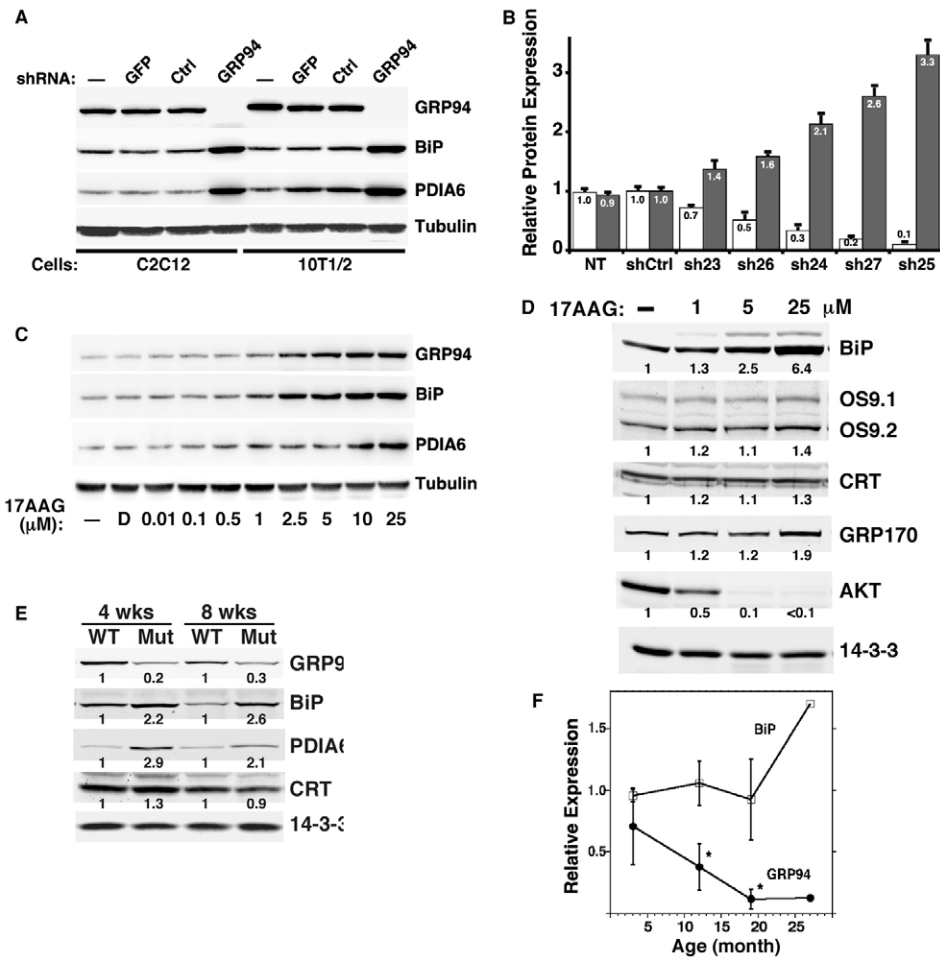 A
shRNA: — GFP Ctrl GRP94 — GFP Ctrl GRP94
GRP94
BiP
PDIA6
Tubulin
Cells: C2C12 10T1/2
B
Relative Protein Expression
3
2
1
0
1.0 0.9 1.0 1.0 0.7 1.4 0.5 1.6 0.3 2.1 0.2 2.6 0.1 3.3
NT shCtrl sh23 sh26 sh24 sh27 sh25
C
GRP94
BiP
PDIA6
Tubulin
17AAG
(µM): — D 0.01 0.1 0.5 1 2.5 5 10 25
D 17AAG: — 1 5 25 µM
BiP
1 1.3 2.5 6.4
OS9.1
OS9.2
1 1.2 1.1 1.4
CRT
1 1.2 1.1 1.3
GRP170
1 1.2 1.2 1.9
AKT
1 0.5 0.1 <0.1
14-3-3
E
4 wks 8 wks
WT Mut WT Mut
GRP9
1 0.2 1 0.3
BiP
1 2.2 1 2.6
PDIA6
1 2.9 1 2.1
CRT
1 1.3 1 0.9
14-3-3
F
Relative Expression
1.5
1.0
0.5
BiP
GRP94
* *
5 10 15 20 25
Age (month)